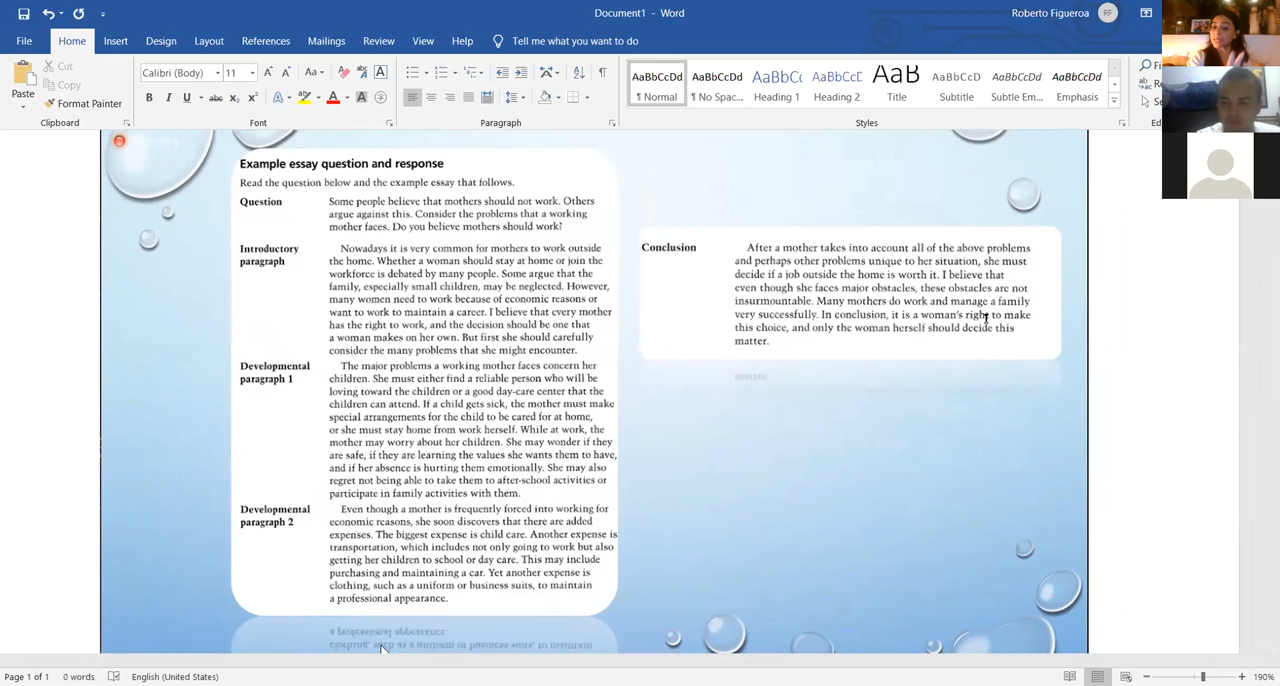 Document1 - Word
Roberto Figueroa
RF
File
Home
Insert
Design
Layout
References
Mailings
Review
View
Help
Tell me what you want to do
Paste
Cut
Copy
Format Painter
Clipboard
Calibri (Body)
11
Font
Paragraph
AaBbCcDd
¶ Normal
AaBbCcDd
¶ No Spac...
AaBbC
Heading 1
AaBbCcC
Heading 2
AaB
Title
AaBbCcD
Subtitle
AaBbCcDd
Subtle Em...
AaBbCcDd
Emphasis
Styles
Example essay question and response
Read the question below and the example essay that follows.
Question
Some people believe that mothers should not work. Others
argue against this. Consider the problems that a working
mother faces. Do you believe mothers should work?
Introductory
paragraph
Nowadays it is very common for mothers to work outside
the home. Whether a woman should stay at home or join the
workforce is debated by many people. Some argue that the
family, especially small children, may be neglected. However,
many women need to work because of economic reasons or
want to work to maintain a career. I believe that every mother
has the right to work, and the decision should be one that
a woman makes on her own. But first she should carefully
consider the many problems that she might encounter.
Developmental
paragraph 1
The major problems a working mother faces concern her
children. She must either find a reliable person who will be
loving toward the children or a good day-care center that the
children can attend. If a child gets sick, the mother must make
special arrangements for the child to be cared for at home,
or she must stay home from work herself. While at work, the
mother may worry about her children. She may wonder if they
are safe, if they are learning the values she wants them to have,
and if her absence is hurting them emotionally. She may also
regret not being able to take them to after-school activities or
participate in family activities with them.
Developmental
paragraph 2
Even though a mother is frequently forced into working for
economic reasons, she soon discovers that there are added
expenses. The biggest expense is child care. Another expense is
transportation, which includes not only going to work but also
getting her children to school or day care. This may include
purchasing and maintaining a car. Yet another expense is
clothing, such as a uniform or business suits, to maintain
a professional appearance.
Conclusion
After a mother takes into account all of the above problems
and perhaps other problems unique to her situation, she must
decide if a job outside the home is worth it. I believe that
even though she faces major obstacles, these obstacles are not
insurmountable. Many mothers do work and manage a family
very successfully. In conclusion, it is a woman's right to make
this choice, and only the woman herself should decide this
matter.
Page 1 of 1
0 words
English (United States)
190%